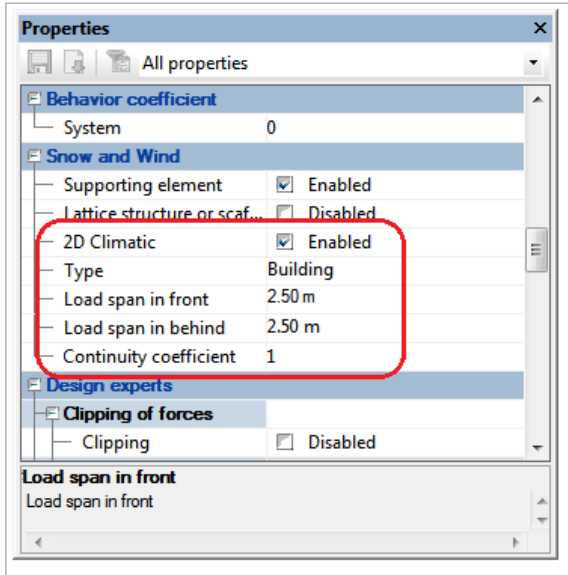 Properties
All properties
Behavior coefficient
System 0
Snow and Wind
Supporting element Enabled
Lattice structure or scaf... Disabled
2D Climatic Enabled
Type Building
Load span in front 2.50 m
Load span in behind 2.50 m
Continuity coefficient 1
Design experts
Clipping of forces
Clipping Disabled
Load span in front
Load span in front